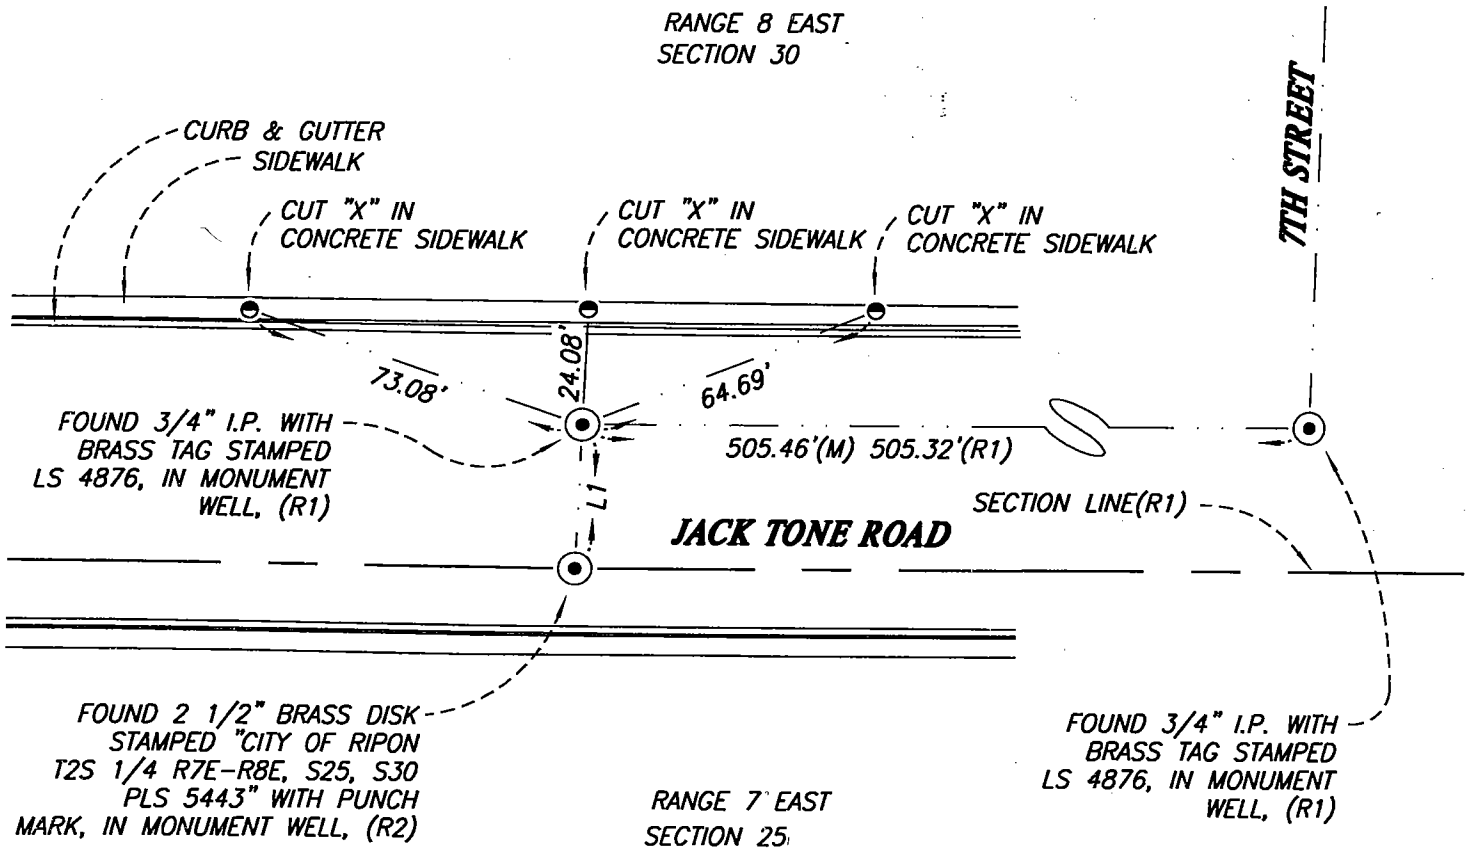 RANGE 8 EAST
SECTION 30
7TH STREET
CURB & GUTTER
SIDEWALK
CUT "X" IN
CONCRETE SIDEWALK
CUT "X" IN
CONCRETE SIDEWALK
CUT "X" IN
CONCRETE SIDEWALK
73.08'
24.08'
64.69'
FOUND 3/4" I.P. WITH
BRASS TAG STAMPED
LS 4876, IN MONUMENT
WELL, (R1)
505.46'(M) 505.32'(R1)
L1
SECTION LINE(R1)
JACK TONE ROAD
FOUND 2 1/2" BRASS DISK
STAMPED "CITY OF RIPON
T2S 1/4 R7E-R8E, S25, S30
PLS 5443" WITH PUNCH
MARK, IN MONUMENT WELL, (R2)
FOUND 3/4" I.P. WITH
BRASS TAG STAMPED
LS 4876, IN MONUMENT
WELL, (R1)
RANGE 7 EAST
SECTION 25